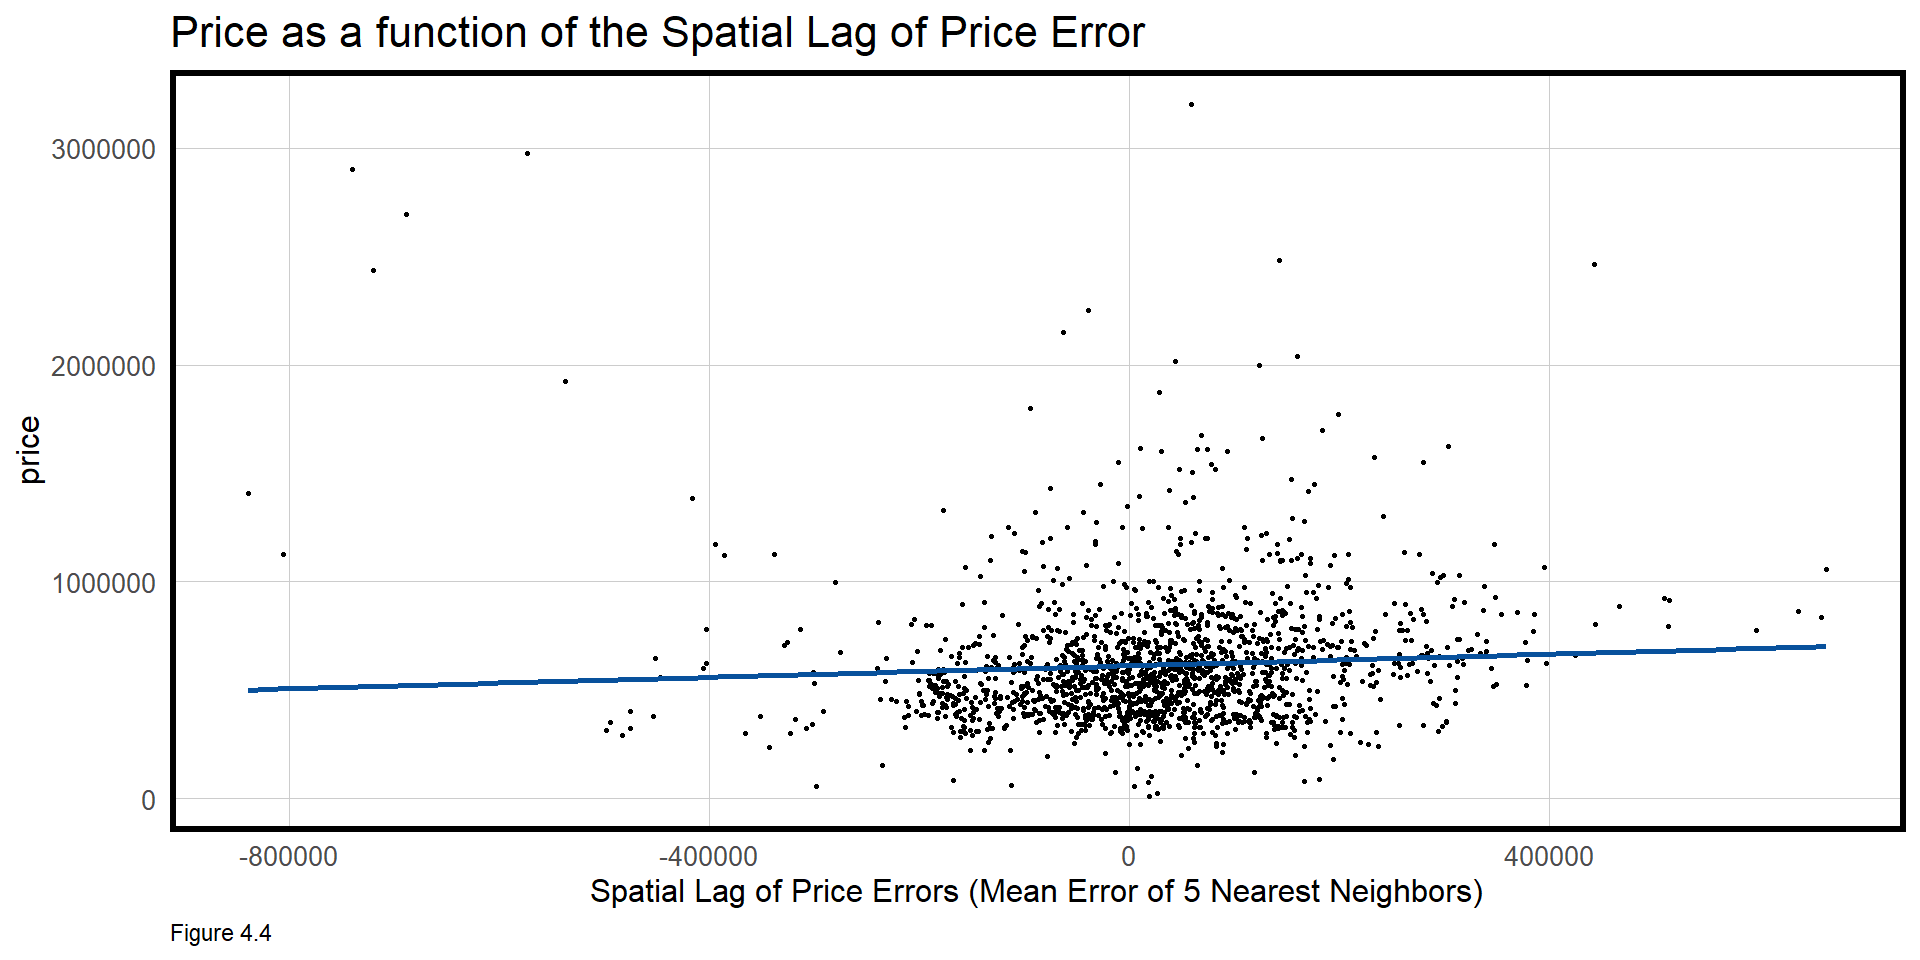 Price as a function of the Spatial Lag of Price Error
3000000
2000000
1000000
0
price
-800000
-400000
0
400000
Spatial Lag of Price Errors (Mean Error of 5 Nearest Neighbors)
Figure 4.4